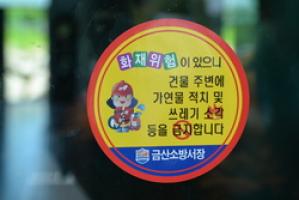 화재위험이 있으니
건물 주변에
가연물 적치 및
쓰레기 소각
등을 금지합니다
금산소방서장